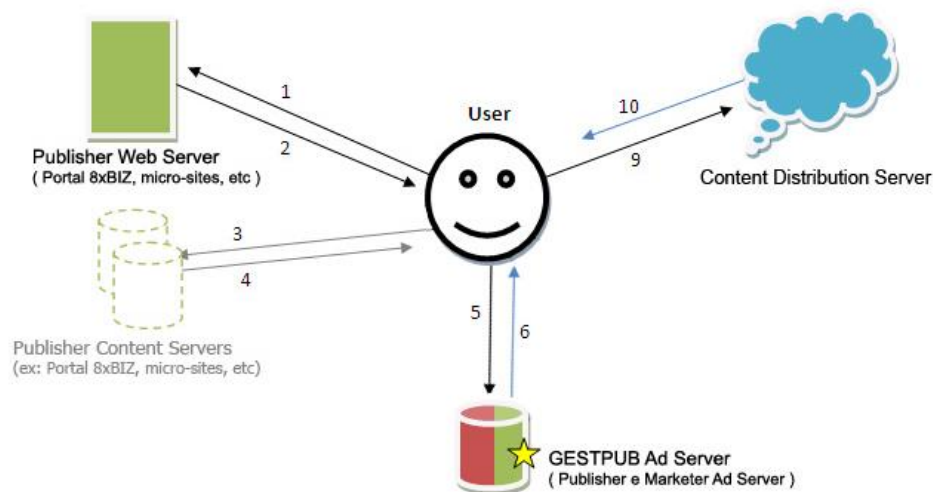 User
1
2
3
4
5
6
9
10
Publisher Web Server
( Portal 8xBIZ, micro-sites, etc )
Content Distribution Server
Publisher Content Servers
(ex: Portal 8xBIZ, micro-sites, etc)
GESTPUB Ad Server
( Publisher e Marketer Ad Server )